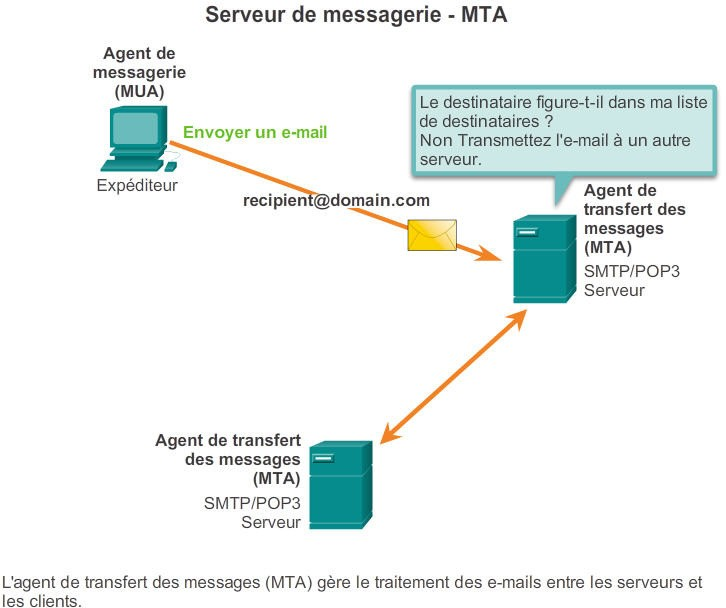 Serveur de messagerie - MTA
Agent de
messagerie
(MUA)
Expéditeur
Envoyer un e-mail
recipient@domain.com
Le destinataire figure-t-il dans ma liste
de destinataires ?
Non Transmettez l'e-mail à un autre
serveur.
Agent de
transfert des
messages
(MTA)
SMTP/POP3
Serveur
Agent de transfert
des messages
(MTA)
SMTP/POP3
Serveur
L'agent de transfert des messages (MTA) gère le traitement des e-mails entre les serveurs et
les clients.